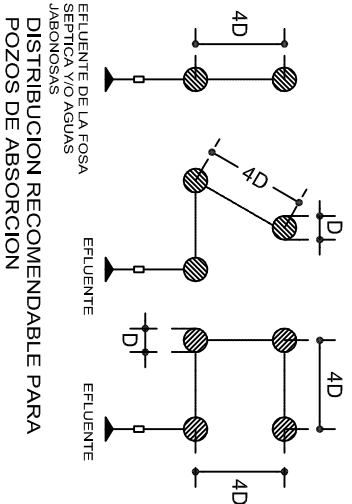 4D
EFLUENTE DE LA FOSA
SEPTICA Y/O AGUAS
JABONOSAS
4D
D
EFLUENTE
4D
4D
D
EFLUENTE
DISTRIBUCION RECOMENDABLE PARA
POZOS DE ABSORCION